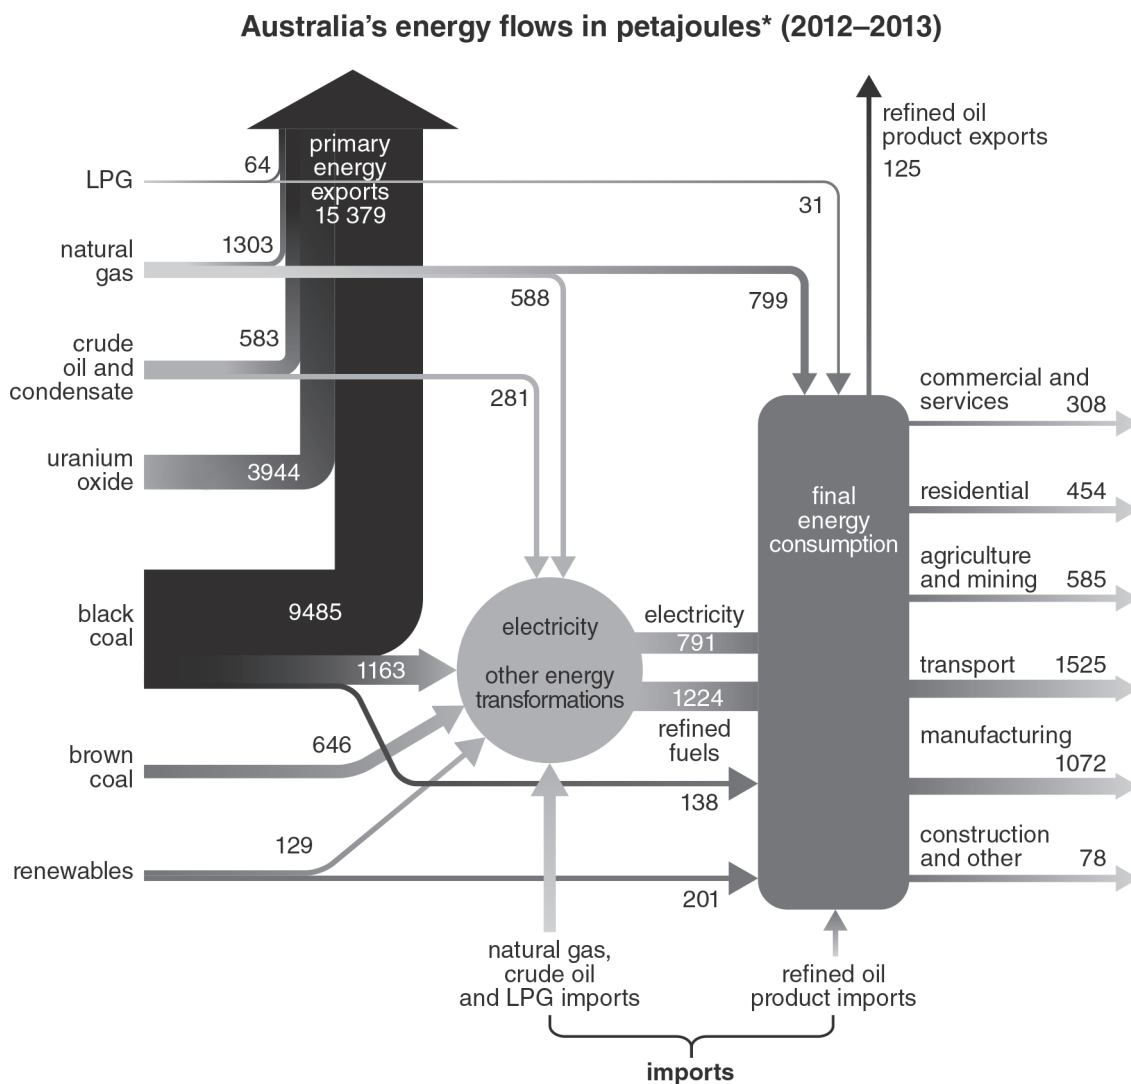 Australia's energy flows in petajoules* (2012–2013)
primary
energy
exports
15 379
refined oil
product exports
125
64
LPG
31
natural
gas
1303
588
799
crude
oil and
condensate
583
281
uranium
oxide
3944
black
coal
9485
1163
brown
coal
646
renewables
129
138
201
electricity
other energy
transformations
electricity
791
1224
refined
fuels
final
energy
consumption
commercial and
services 308
residential 454
agriculture
and mining 585
transport 1525
manufacturing
1072
construction
and other 78
natural gas,
crude oil
and LPG imports
refined oil
product imports
imports